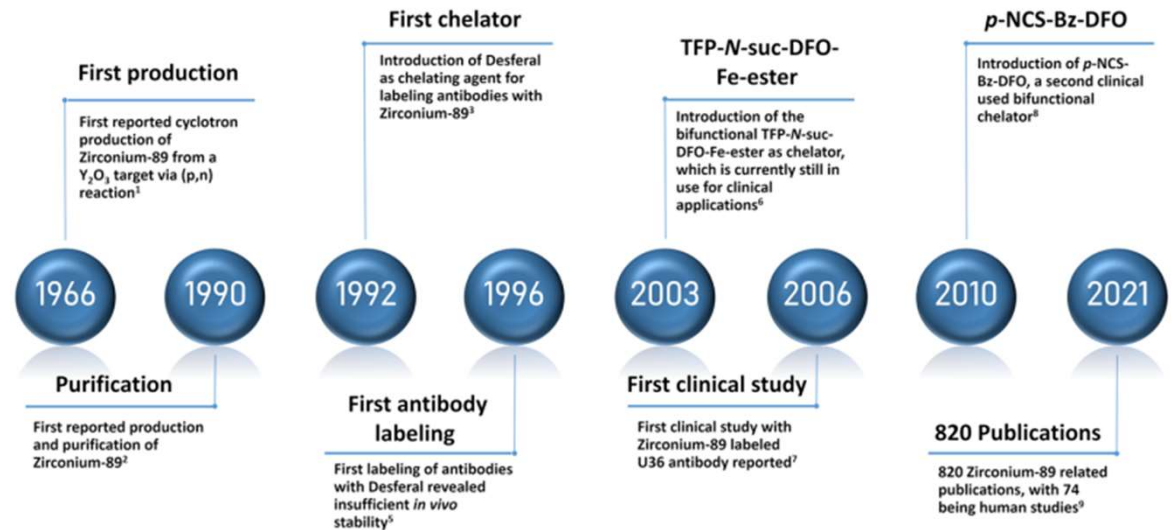 First production
First reported cyclotron
production of
Zirconium-89 from a
Y₂O₃ target via (p,n)
reaction¹
First chelator
Introduction of Desferal
as chelating agent for
labeling antibodies with
Zirconium-89³
TFP-N-suc-DFO-
Fe-ester
Introduction of the
bifunctional TFP-N-suc-
DFO-Fe-ester as chelator,
which is currently still in
use for clinical
applications⁶
p-NCS-Bz-DFO
Introduction of p-NCS-
Bz-DFO, a second clinical
used bifunctional
chelator⁸
1966
1990
1992
1996
2003
2006
2010
2021
Purification
First reported production
and purification of
Zirconium-89²
First antibody
labeling
First labeling of antibodies
with Desferal revealed
insufficient in vivo
stability⁵
First clinical study
First clinical study with
Zirconium-89 labeled
U36 antibody reported⁷
820 Publications
820 Zirconium-89 related
publications, with 74
being human studies⁹